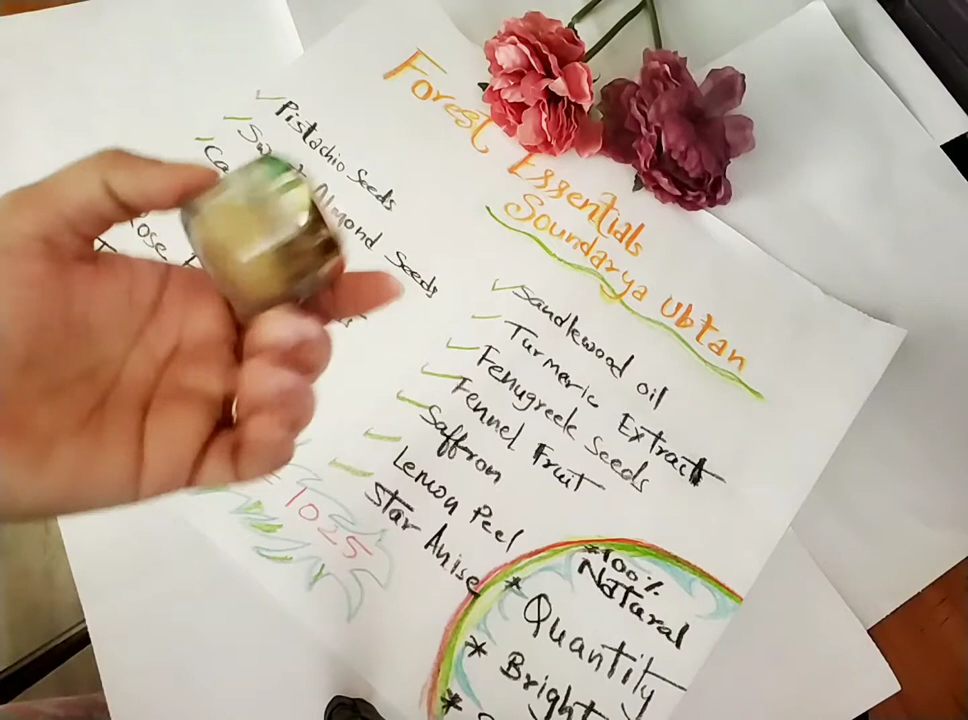 Forest Essentials
Soundarya Ubtan
Pistachio Seeds
Almond Seeds
Rose
Sandlewood oil
Turmeric Extract
Fenugreek Seeds
Fennel Fruit
Saffron
Lemon Peel
Star Anise
1025
*100%
Natural
* Quantity
* Bright
*